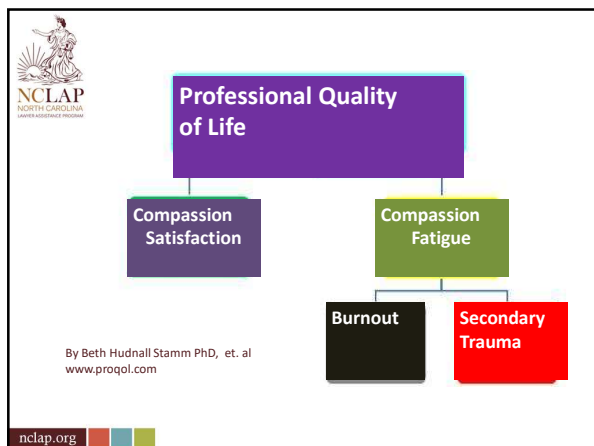 NCLAP
NORTH CAROLINA
LAWYER ASSISTANCE PROGRAM
Professional Quality
of Life
Compassion
Satisfaction
Compassion
Fatigue
Burnout
Secondary
Trauma
By Beth Hudnall Stamm PhD, et. al
www.proqol.com
nclap.org